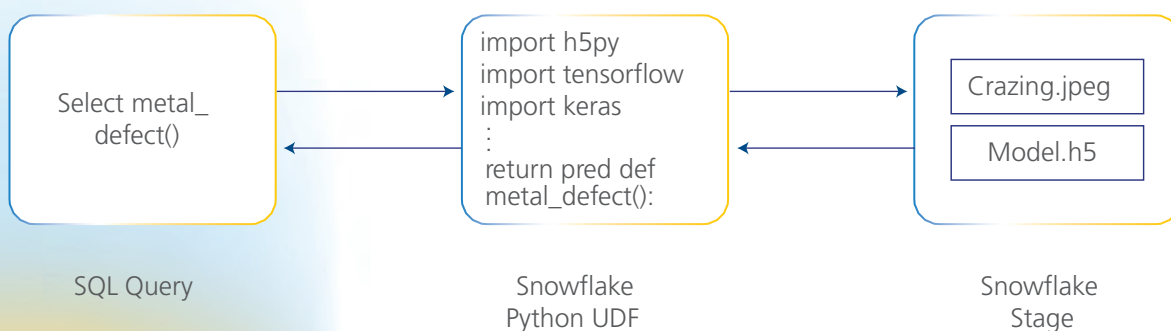 Select metal_
defect()
import h5py
import tensorflow
import keras
:
return pred def
metal_defect():
Crazing.jpeg
Model.h5
SQL Query
Snowflake
Python UDF
Snowflake
Stage